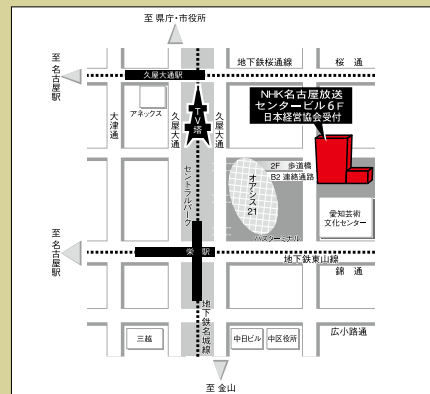 至 県庁・市役所
至 名古屋駅
久屋大通駅
地下鉄桜通線
桜 通
アネックス
大津通
久屋大通
TV塔
久屋大通
NHK名古屋放送
センタービル6F
日本経営協会受付
2F 歩道橋
B2 連絡通路
セントラルパーク
オアシス21
愛知芸術
文化センター
バスターミナル
至 名古屋駅
栄駅
地下鉄東山線
錦 通
地下鉄名城線
広小路通
三越
中日ビル
中区役所
至 金山